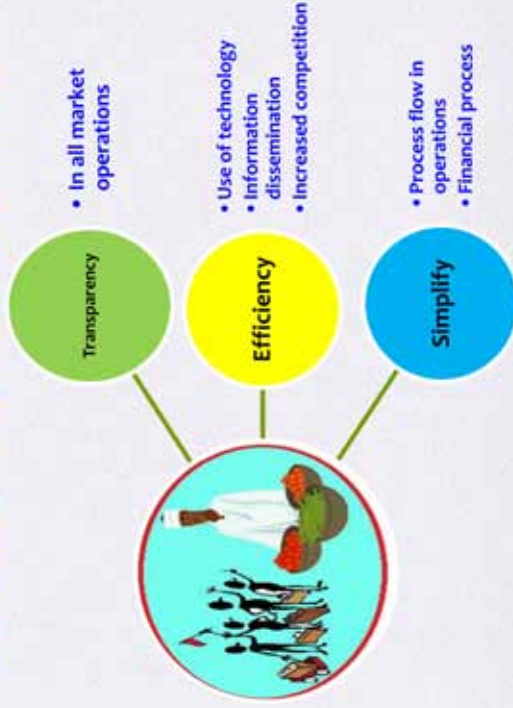 Transparency
• In all market
operations
Efficiency
• Use of technology
• Information
dissemination
• Increased competition
Simplify
• Process flow in
operations
• Financial process